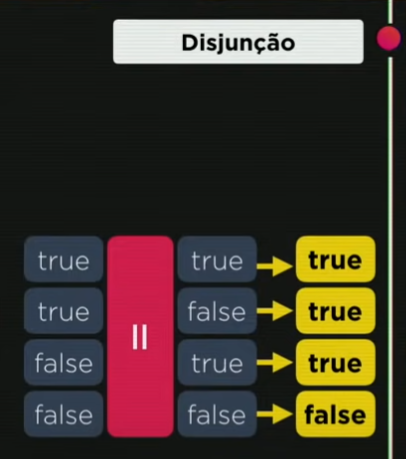 Disjunção
true || true true
true false true
false true true
false false false